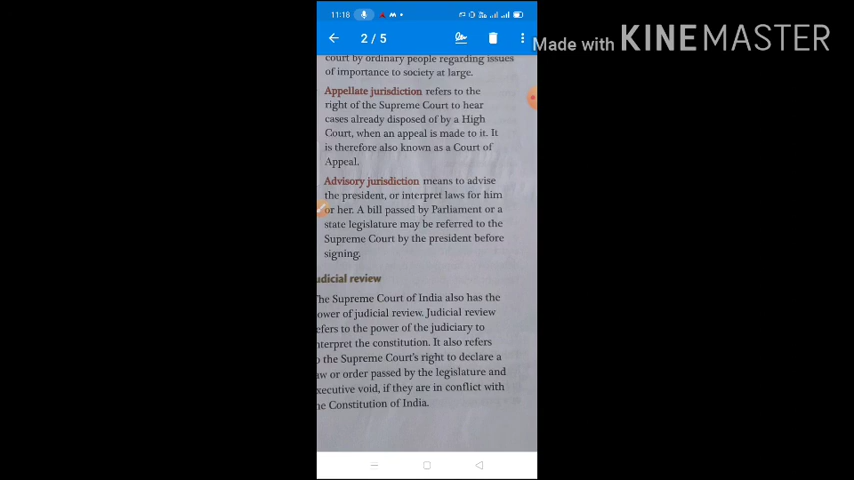 11:18
2 / 5
Made with KINEMASTER
court by ordinary people regarding issues
of importance to society at large.
Appellate jurisdiction refers to the
right of the Supreme Court to hear
cases already disposed of by a High
Court, when an appeal is made to it. It
is therefore also known as a Court of
Appeal.
Advisory jurisdiction means to advise
the president, or interpret laws for him
or her. A bill passed by Parliament or a
state legislature may be referred to the
Supreme Court by the president before
signing.
udicial review
he Supreme Court of India also has the
ower of judicial review. Judicial review
efers to the power of the judiciary to
nterpret the constitution. It also refers
o the Supreme Court's right to declare a
aw or order passed by the legislature and
xecutive void, if they are in conflict with
he Constitution of India.